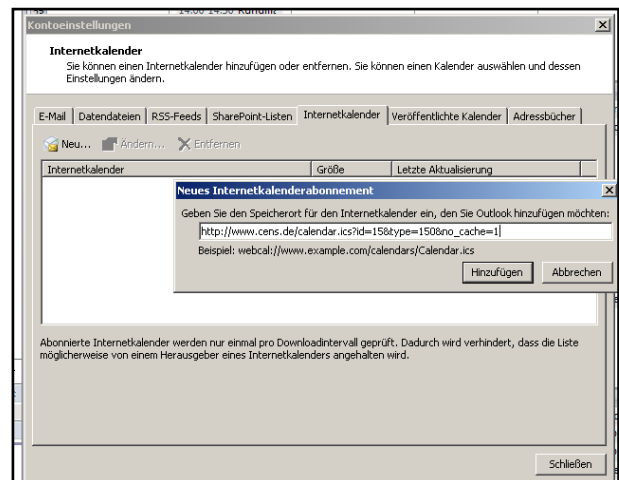 14:00 14:30
Kontoeinstellungen
Internetkalender
Sie können einen Internetkalender hinzufügen oder entfernen. Sie können einen Kalender auswählen und dessen
Einstellungen ändern.
E-Mail Datendateien RSS-Feeds SharePoint-Listen Internetkalender Veröffentlichte Kalender Adressbücher
Neu... Ändern... Entfernen
Internetkalender Größe Letzte Aktualisierung
Neues Internetkalenderabonnement
Geben Sie den Speicherort für den Internetkalender ein, den Sie Outlook hinzufügen möchten:
http://www.cens.de/calendar.ics?id=15&type=150&no_cache=1
Beispiel: webcal://www.example.com/calendars/Calendar.ics
Hinzufügen Abbrechen
Abonnierte Internetkalender werden nur einmal pro Downloadintervall geprüft. Dadurch wird verhindert, dass die Liste
möglicherweise von einem Herausgeber eines Internetkalenders angehalten wird.
Schließen